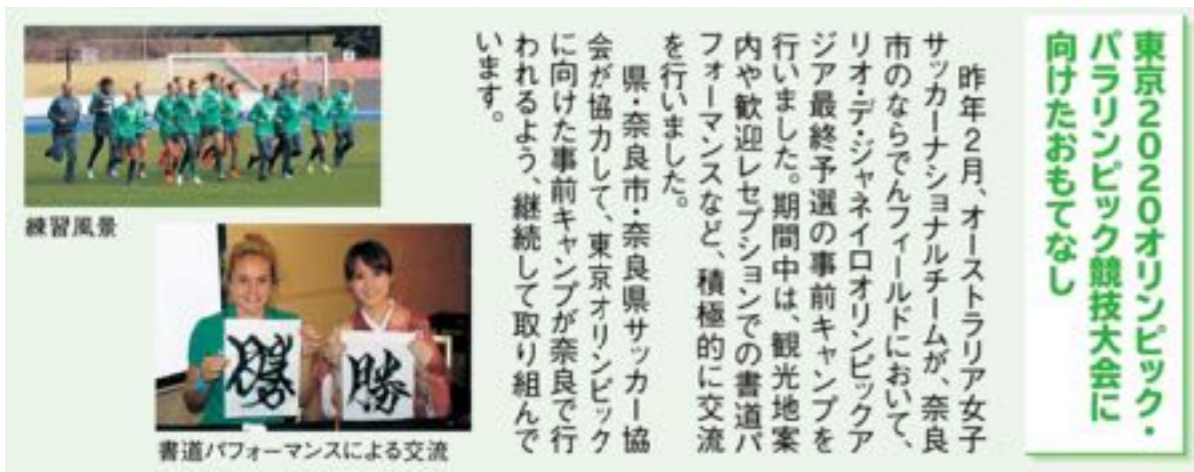 東京2020オリンピック・
パラリンピック競技大会に
向けたおもてなし
昨年2月、オーストラリア女子
サッカーナショナルチームが、奈良
市のならでんフィールドにおいて、
リオ・デ・ジャネイロオリンピックア
ジア最終予選の事前キャンプを
行いました。期間中は、観光地案
内や歓迎レセプションでの書道パ
フォーマンスなど、積極的に交流
を行いました。
県・奈良市・奈良県サッカー協
会が協力して、東京オリンピック
に向けた事前キャンプが奈良で行
われるよう、継続して取り組んで
います。
練習風景
勝
勝
書道パフォーマンスによる交流